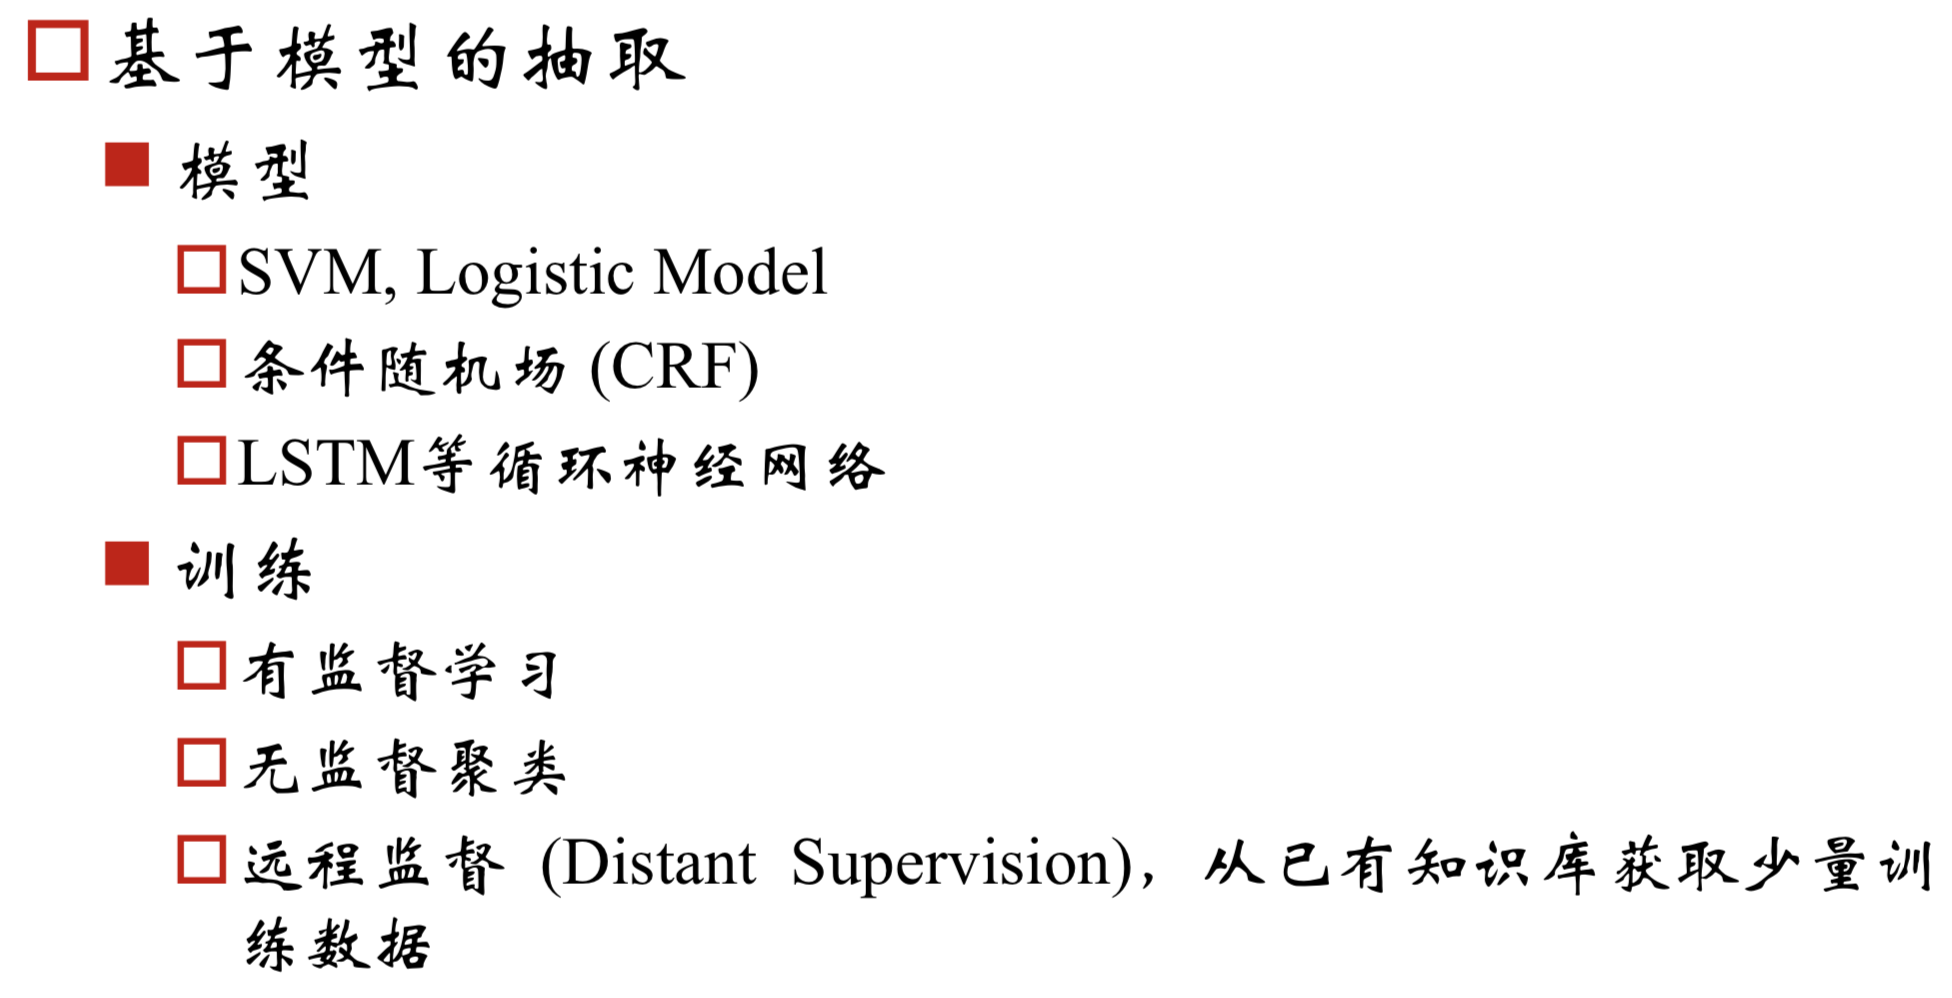 基于模型的抽取
模型
SVM, Logistic Model
条件随机场 (CRF)
LSTM等循环神经网络
训练
有监督学习
无监督聚类
远程监督 (Distant Supervision)，从已有知识库获取少量训
练数据